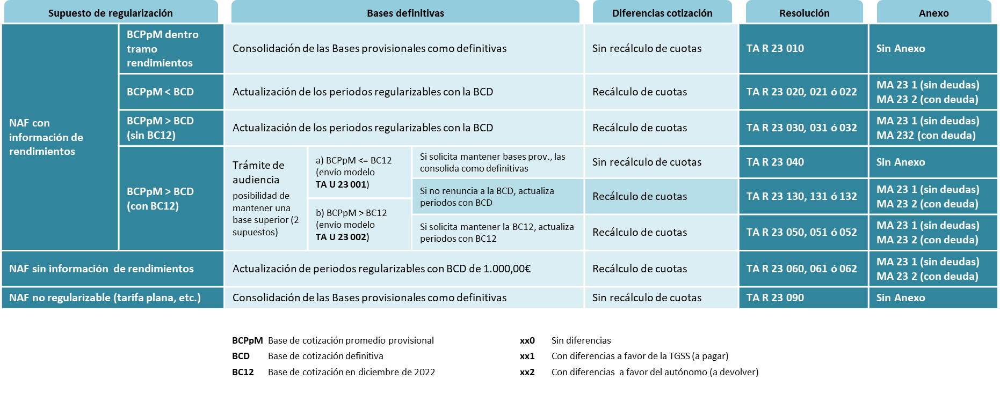 Supuesto de regularización
Bases definitivas
Diferencias cotización
Resolución
Anexo
NAF con
información de
rendimientos
BCPpM dentro
tramo
rendimientos
Consolidación de las Bases provisionales como definitivas
Sin recálculo de cuotas
TA R 23 010
Sin Anexo
BCPpM < BCD
Actualización de los periodos regularizables con la BCD
Recálculo de cuotas
TA R 23 020, 021 ó 022
MA 23 1 (sin deudas)
MA 23 2 (con deuda)
BCPpM > BCD
(sin BC12)
Actualización de los periodos regularizables con la BCD
Recálculo de cuotas
TA R 23 030, 031 ó 032
MA 23 1 (sin deudas)
MA 232 (con deuda)
BCPpM > BCD
(con BC12)
Trámite de
audiencia
posibilidad de
mantener una
base superior (2
supuestos)
a) BCPpM <= BC12
(envío modelo
TA U 23 001)
b) BCPpM > BC12
(envío modelo
TA U 23 002)
Si solicita mantener bases prov., las
consolida como definitivas
Sin recálculo de cuotas
TA R 23 040
Sin Anexo
Si no renuncia a la BCD, actualiza
periodos con BCD
Recálculo de cuotas
TA R 23 130, 131 ó 132
MA 23 1 (sin deudas)
MA 23 2 (con deuda)
Si solicita mantener la BC12, actualiza
periodos con BC12
Recálculo de cuotas
TA R 23 050, 051 ó 052
MA 23 1 (sin deudas)
MA 23 2 (con deuda)
NAF sin información de rendimientos
Actualización de periodos regularizables con BCD de 1.000,00€
Recálculo de cuotas
TA R 23 060, 061 ó 062
MA 23 1 (sin deudas)
MA 23 2 (con deuda)
NAF no regularizable (tarifa plana, etc.)
Consolidación de las Bases provisionales como definitivas
Sin recálculo de cuotas
TA R 23 090
Sin Anexo
BCPpM Base de cotización promedio provisional
BCD Base de cotización definitiva
BC12 Base de cotización en diciembre de 2022
xx0 Sin diferencias
xx1 Con diferencias a favor de la TGSS (a pagar)
xx2 Con diferencias a favor del autónomo (a devolver)